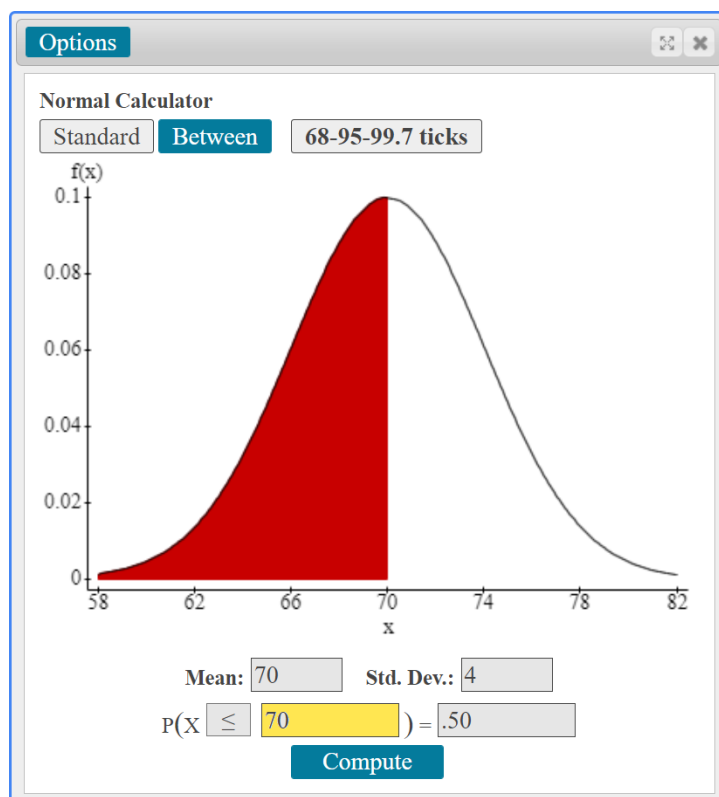 Options
Normal Calculator
Standard Between 68-95-99.7 ticks
f(x)
0.1
0.08
0.06
0.04
0.02
0
58 62 66 70 74 78 82
x
Mean: 70 Std. Dev.: 4
P(X ≤ 70 ) = .50
Compute